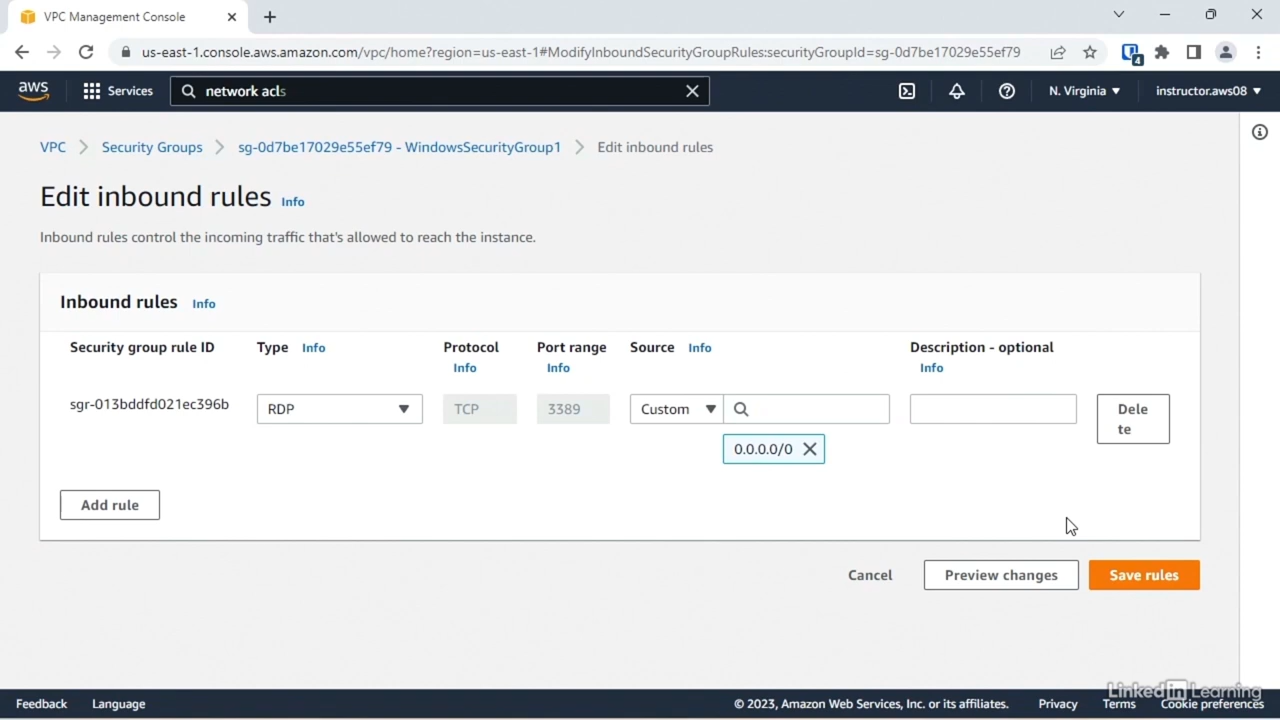 VPC Management Console
us-east-1.console.aws.amazon.com/vpc/home?region=us-east-1#ModifyInboundSecurityGroupRules:securityGroupId=sg-0d7be17029e55ef79
4
aws
Services
network acls
N. Virginia
instructor.aws08
VPC
Security Groups
sg-0d7be17029e55ef79 - WindowsSecurityGroup1
Edit inbound rules
Edit inbound rules Info
Inbound rules control the incoming traffic that's allowed to reach the instance.
Inbound rules Info
Security group rule ID
Type Info
Protocol
Info
Port range
Info
Source Info
Description - optional
Info
sgr-013bddfd021ec396b
RDP
TCP
3389
Custom
0.0.0.0/0
Dele
te
Add rule
Cancel
Preview changes
Save rules
Feedback
Language
© 2023, Amazon Web Services, Inc. or its affiliates.
Privacy
Terms
Cookie preferences
LinkedIn Learning